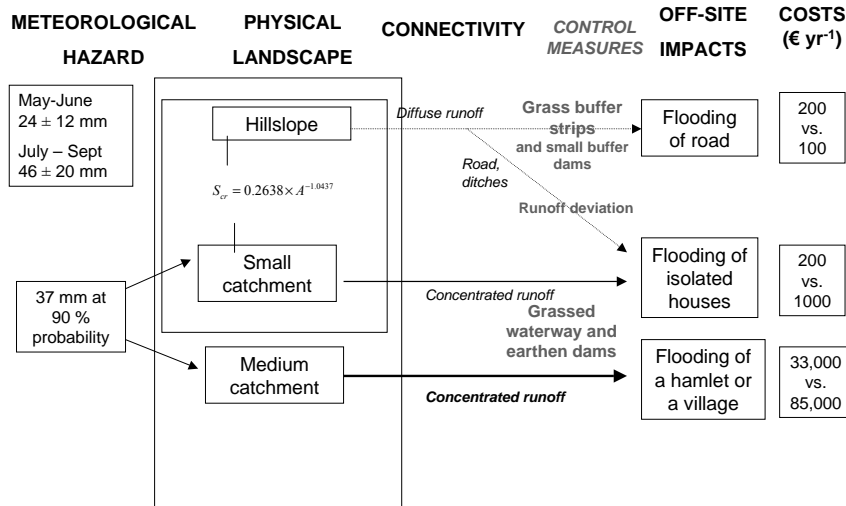 METEOROLOGICAL
HAZARD
PHYSICAL
LANDSCAPE
CONNECTIVITY
CONTROL
MEASURES
OFF-SITE
IMPACTS
COSTS
(€ yr-1)
May-June
24 ± 12 mm
July – Sept
46 ± 20 mm
Hillslope
Diffuse runoff
Grass buffer
strips
and small buffer
dams
Flooding
of road
200
vs.
100
Road,
ditches
Scr = 0.2638 × A-1.0437
Runoff deviation
37 mm at
90 %
probability
Small
catchment
Concentrated runoff
Flooding of
isolated
houses
200
vs.
1000
Grassed
waterway and
earthen dams
Medium
catchment
Concentrated runoff
Flooding of
a hamlet or
a village
33,000
vs.
85,000